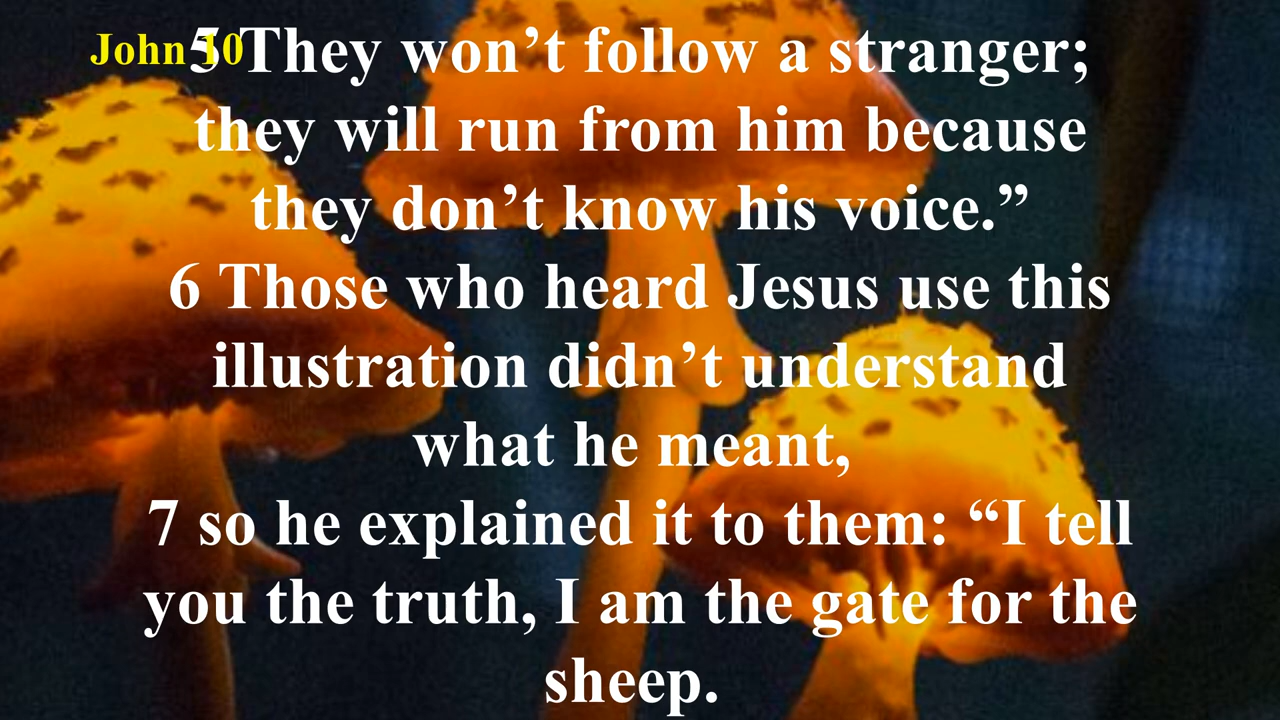 John 10
5 They won’t follow a stranger;
they will run from him because
they don’t know his voice.”
6 Those who heard Jesus use this
illustration didn’t understand
what he meant,
7 so he explained it to them: “I tell
you the truth, I am the gate for the
sheep.